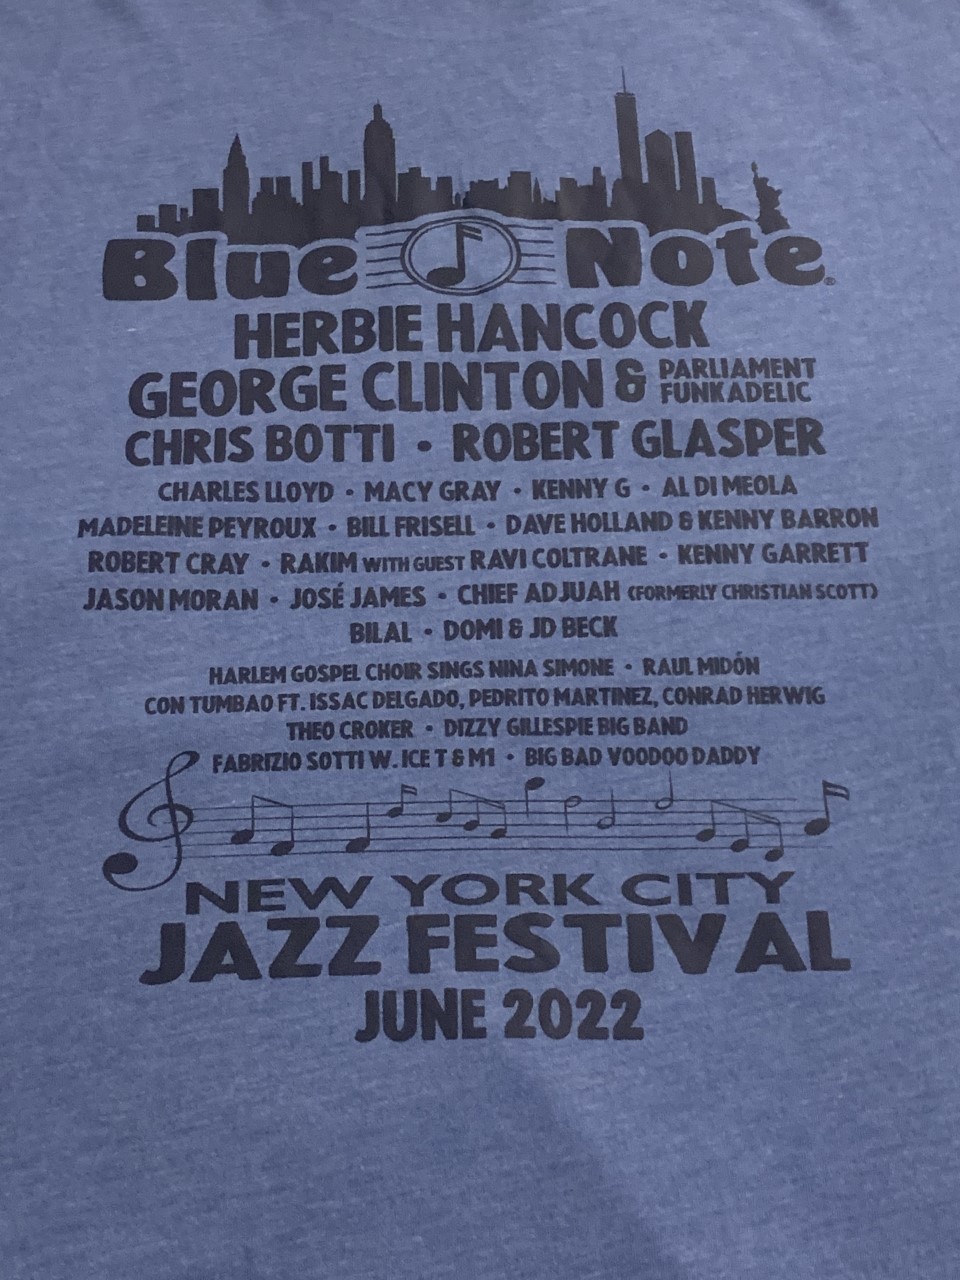 Blue Note®
HERBIE HANCOCK
GEORGE CLINTON & PARLIAMENT FUNKADELIC
CHRIS BOTTI • ROBERT GLASPER
CHARLES LLOYD • MACY GRAY • KENNY G • AL DI MEOLA
MADELEINE PEYROUX • BILL FRISELL • DAVE HOLLAND & KENNY BARRON
ROBERT CRAY • RAKIM WITH GUEST RAVI COLTRANE • KENNY GARRETT
JASON MORAN • JOSÉ JAMES • CHIEF ADJUAH (FORMERLY CHRISTIAN SCOTT)
BILAL • DOMI & JD BECK
HARLEM GOSPEL CHOIR SINGS NINA SIMONE • RAUL MIDÓN
CON TUMBAO FT. ISSAC DELGADO, PEDRITO MARTINEZ, CONRAD HERWIG
THEO CROKER • DIZZY GILLESPIE BIG BAND
FABRIZIO SOTTI W. ICE T & M1 • BIG BAD VOODOO DADDY
NEW YORK CITY
JAZZ FESTIVAL
JUNE 2022